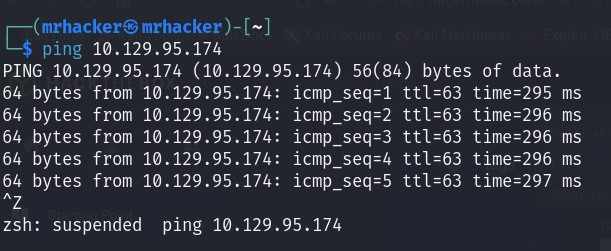 (mrhacker㉿mrhacker)-[~]
$ ping 10.129.95.174
PING 10.129.95.174 (10.129.95.174) 56(84) bytes of data.
64 bytes from 10.129.95.174: icmp_seq=1 ttl=63 time=295 ms
64 bytes from 10.129.95.174: icmp_seq=2 ttl=63 time=296 ms
64 bytes from 10.129.95.174: icmp_seq=3 ttl=63 time=296 ms
64 bytes from 10.129.95.174: icmp_seq=4 ttl=63 time=296 ms
64 bytes from 10.129.95.174: icmp_seq=5 ttl=63 time=297 ms
^Z
zsh: suspended  ping 10.129.95.174